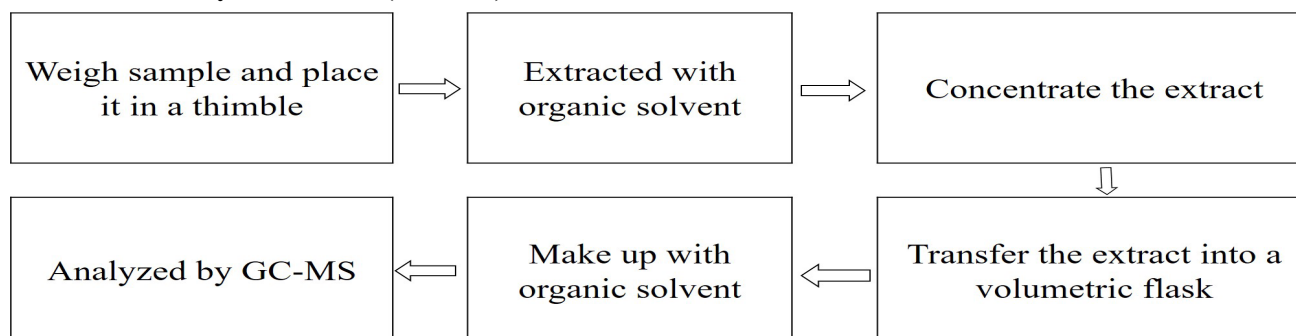 Weigh sample and place
it in a thimble
Extracted with
organic solvent
Concentrate the extract
Transfer the extract into a
volumetric flask
Make up with
organic solvent
Analyzed by GC-MS